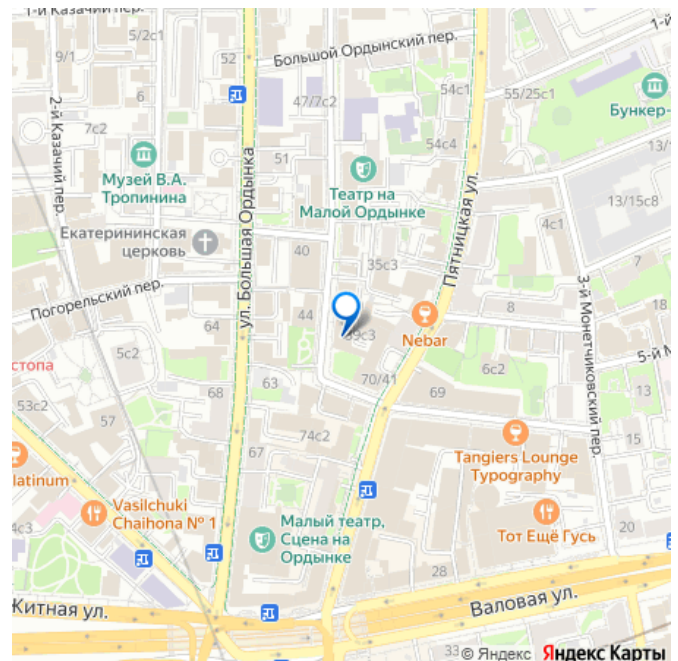 1-й Казачий пер.
5/2с1
9/1
6
52
Большой Ордынский пер.
47/7с2
54с1
54с4
55/25с1
Бункер-
13/1
13/15с8
2-й Казачий пер.
7с2
Музей В.А.
Тропинина
51
Театр на
Малой Ордынке
ул. Большая Ордынка
Пятницкая ул.
4с1
Екатерининская
церковь
40
35с3
3-й Монетчиковский пер.
Погорельский пер.
64
44
39с3
Nebar
8
7
18
5-й М
5с2
стопа
63
70/41
6с2
69
68
53с2
57
74с2
67
15
latinum
Tangiers Lounge
Typography
Vasilchuki
Chaihona № 1
4с3
Малый театр,
Сцена на
Ордынке
Тот Ещё Гусь
20
28
Житная ул.
Валовая ул.
33
© Яндекс Яндекс Карты